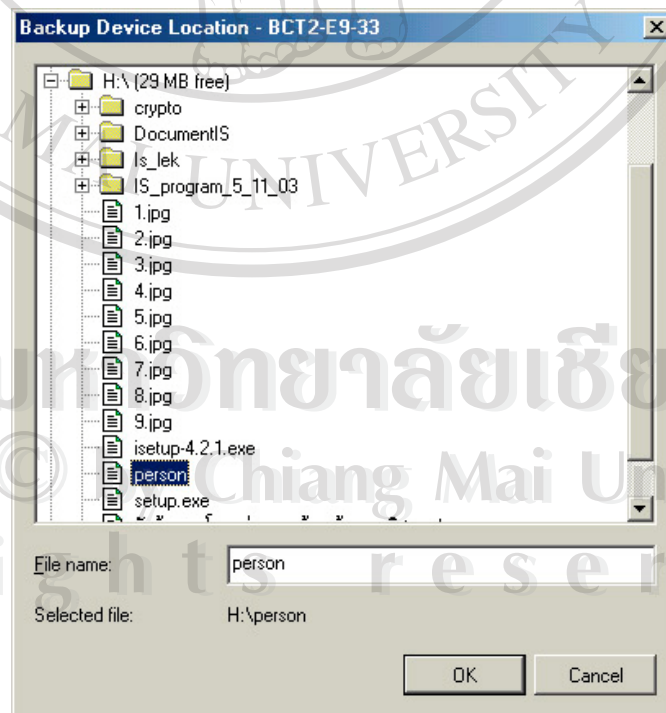 Backup Device Location - BCT2-E9-33
H:\ (29 MB free)
crypto
DocumentIS
Is_lek
IS_program_5_11_03
1.jpg
2.jpg
3.jpg
4.jpg
5.jpg
6.jpg
7.jpg
8.jpg
9.jpg
isetup-4.2.1.exe
person
setup.exe
File name: person
Selected file: H:\person
OK Cancel
MAI UNIVERSITY
มหาวิทยาลัยเชีย
© by Chiang Mai Un
ights reser